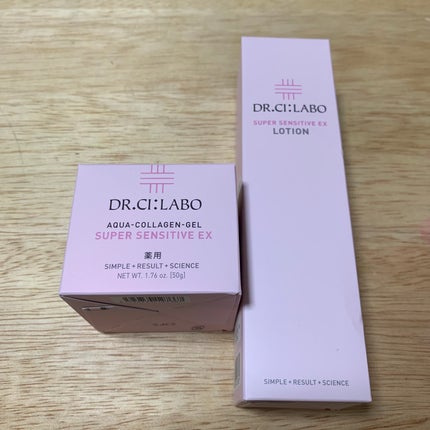 DR.CI:LABO
AQUA-COLLAGEN-GEL
SUPER SENSITIVE EX
薬用
SIMPLE + RESULT + SCIENCE
NET WT. 1.76 oz. [50g]
DR.CI:LABO
SUPER SENSITIVE EX
LOTION
SIMPLE + RESULT + SCIENCE